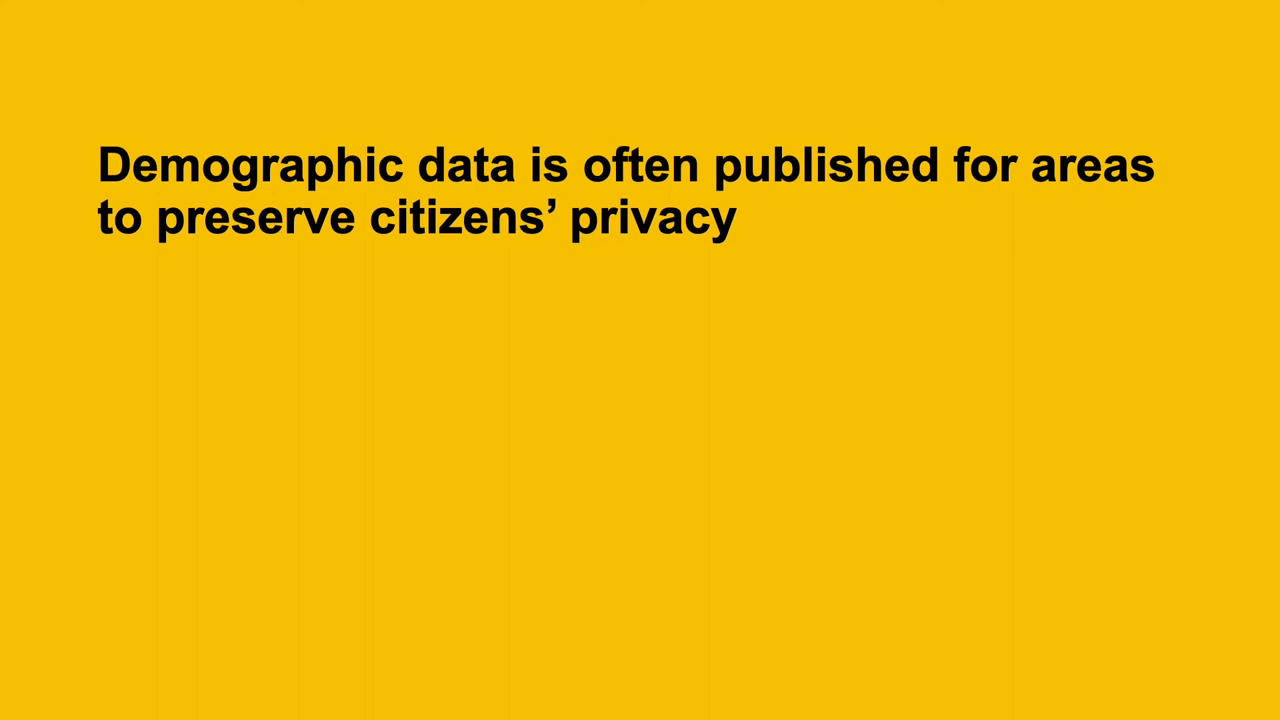 Demographic data is often published for areas
to preserve citizens’ privacy